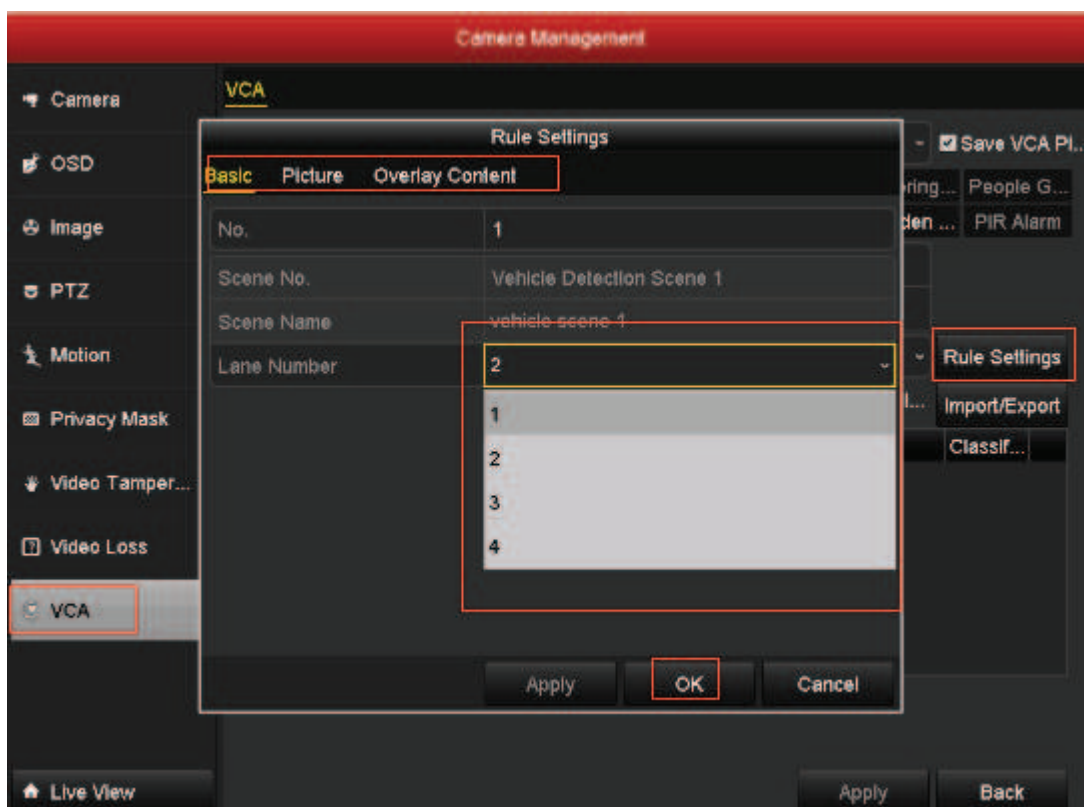 Camera Management
Camera
OSD
Image
PTZ
Motion
Privacy Mask
Video Tamper...
Video Loss
VCA
Live View
VCA
Save VCA Pi..
ring... People G...
den ... PIR Alarm
Rule Settings
l... Import/Export
Classif...
Rule Settings
Basic Picture Overlay Content
No. 1
Scene No. Vehicle Detection Scene 1
Scene Name vehicle scene 1
Lane Number 2
1
2
3
4
Apply OK Cancel
Apply Back